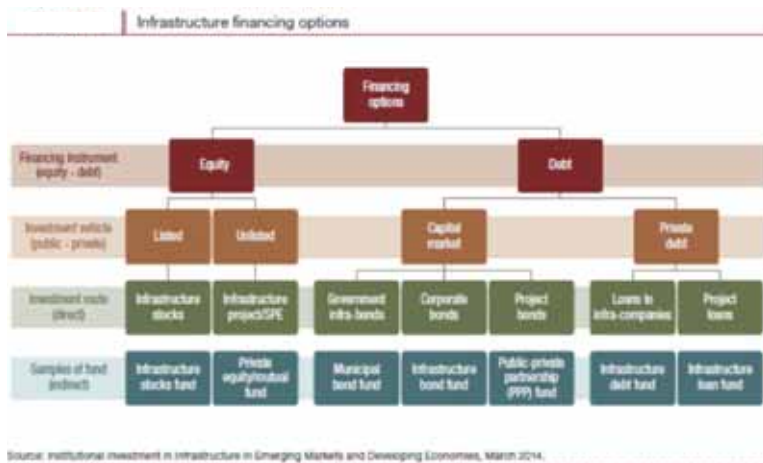 Infrastructure financing options
Financing
options
Financing instrument
(equity - debt)
Equity
Debt
Investment vehicle
(public - private)
Listed
Unlisted
Capital
market
Private
debt
Investment route
(direct)
Infrastructure
stocks
Infrastructure
project/SPE
Government
infra-bonds
Corporate
bonds
Project
bonds
Loans to
infra-companies
Project
loans
Samples of fund
(indirect)
Infrastructure
stocks fund
Private
equity/mutual
fund
Municipal
bond fund
Infrastructure
bond fund
Public-private
partnership
(PPP) fund
Infrastructure
debt fund
Infrastructure
loan fund
Source: Institutional Investment in Infrastructure in Emerging Markets and Developing Economies, March 2014.